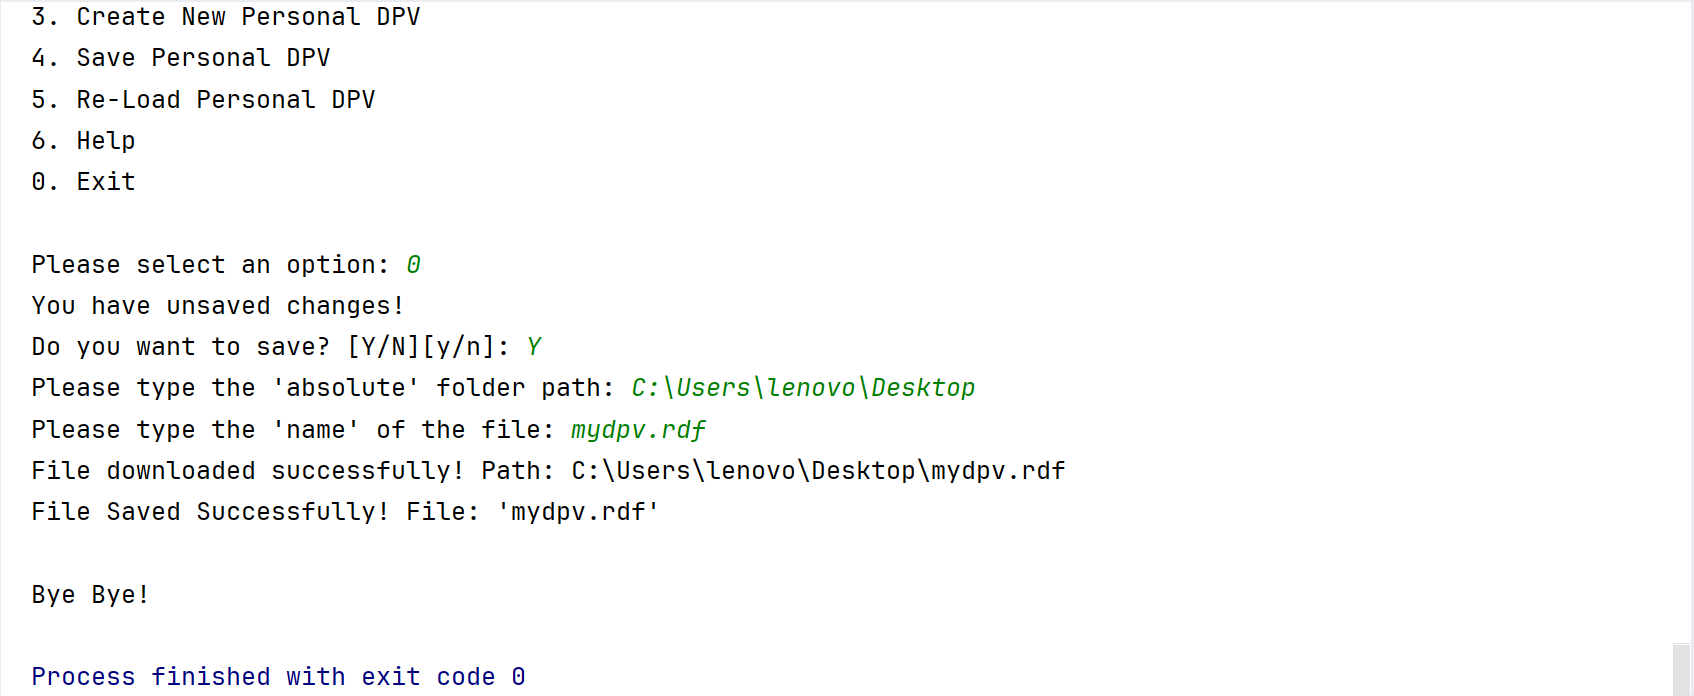 3. Create New Personal DPV
4. Save Personal DPV
5. Re-Load Personal DPV
6. Help
0. Exit
Please select an option: 0
You have unsaved changes!
Do you want to save? [Y/N][y/n]: Y
Please type the 'absolute' folder path: C:\Users\lenovo\Desktop
Please type the 'name' of the file: mydpv.rdf
File downloaded successfully! Path: C:\Users\lenovo\Desktop\mydpv.rdf
File Saved Successfully! File: 'mydpv.rdf'
Bye Bye!
Process finished with exit code 0